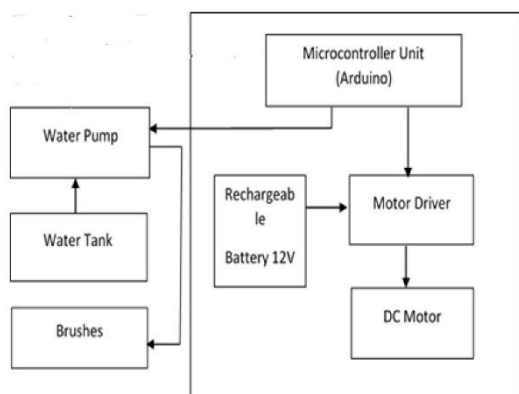 Microcontroller Unit
(Arduino)
Water Pump
Rechargeab
le
Battery 12V
Motor Driver
Water Tank
DC Motor
Brushes